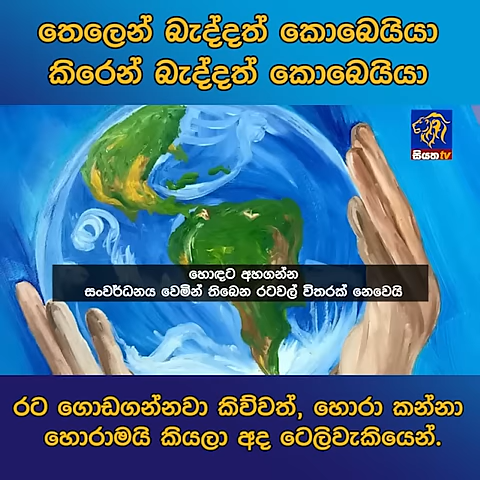 තෙලෙන් බැද්දත් කොබෙයියා
කිරෙන් බැද්දත් කොබෙයියා
සියත tv
හොඳට අහගන්න
සංවර්ධනය වෙමින් තිබෙන රටවල් විතරක් නෙවෙයි
රට ගොඩගන්නවා කිව්වත්, හොරා කන්නා
හොරාමයි කියලා අද ටෙලිවැකියෙන්.